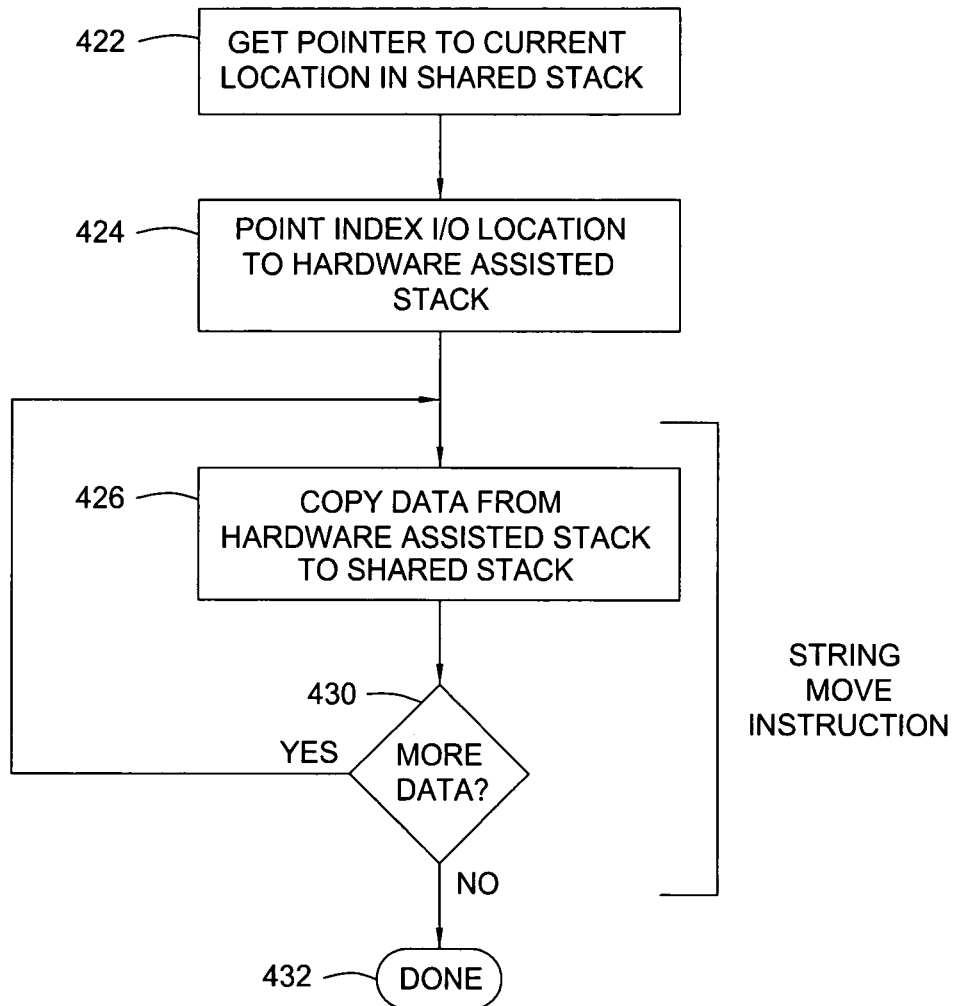 422
GET POINTER TO CURRENT
LOCATION IN SHARED STACK
424
POINT INDEX I/O LOCATION
TO HARDWARE ASSISTED
STACK
426
COPY DATA FROM
HARDWARE ASSISTED STACK
TO SHARED STACK
STRING
MOVE
INSTRUCTION
430
YES
MORE
DATA?
NO
432
DONE